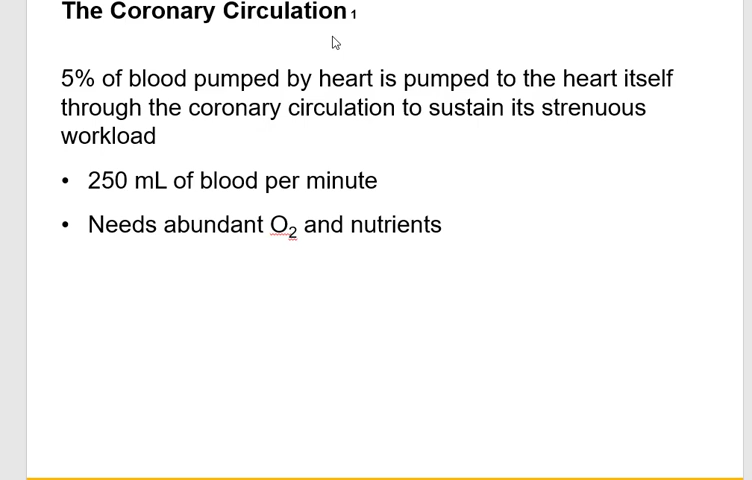 The Coronary Circulation 1
5% of blood pumped by heart is pumped to the heart itself
through the coronary circulation to sustain its strenuous
workload
• 250 mL of blood per minute
• Needs abundant O₂ and nutrients